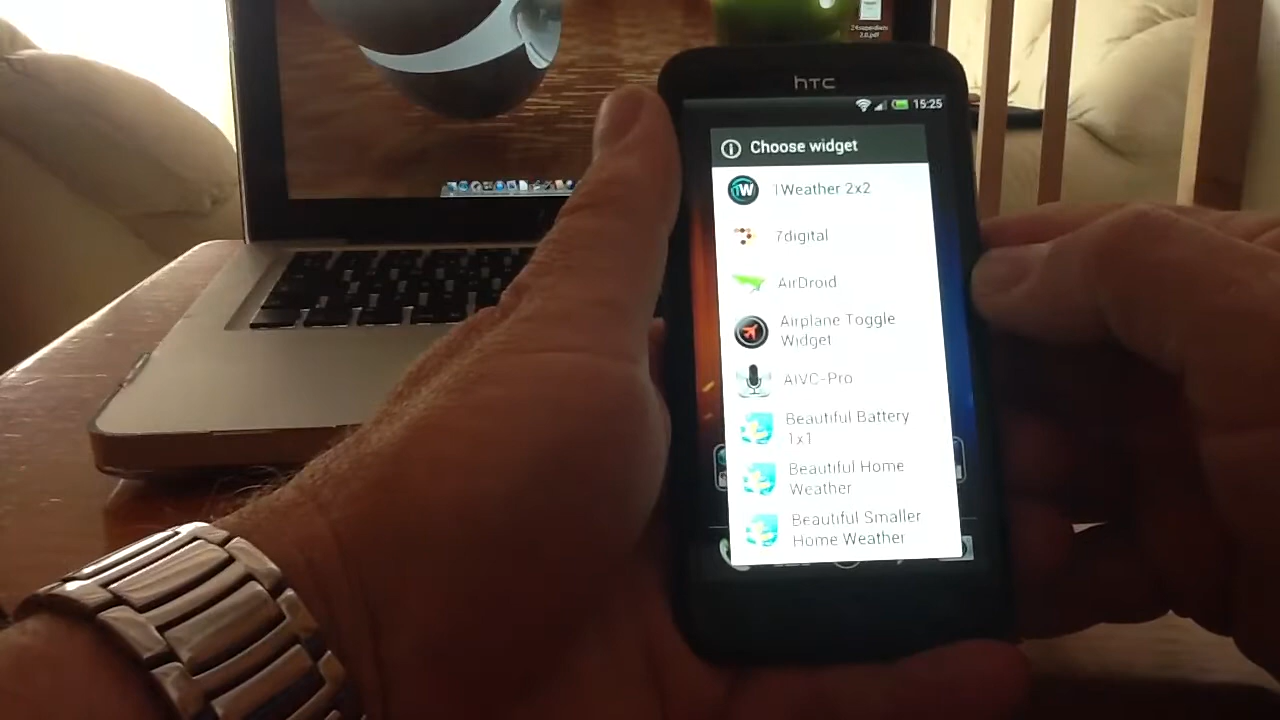 hTC
15:25
Choose widget
1Weather 2x2
7digital
AirDroid
Airplane Toggle
Widget
AIVC-Pro
Beautiful Battery
1x1
Beautiful Home
Weather
Beautiful Smaller
Home Weather